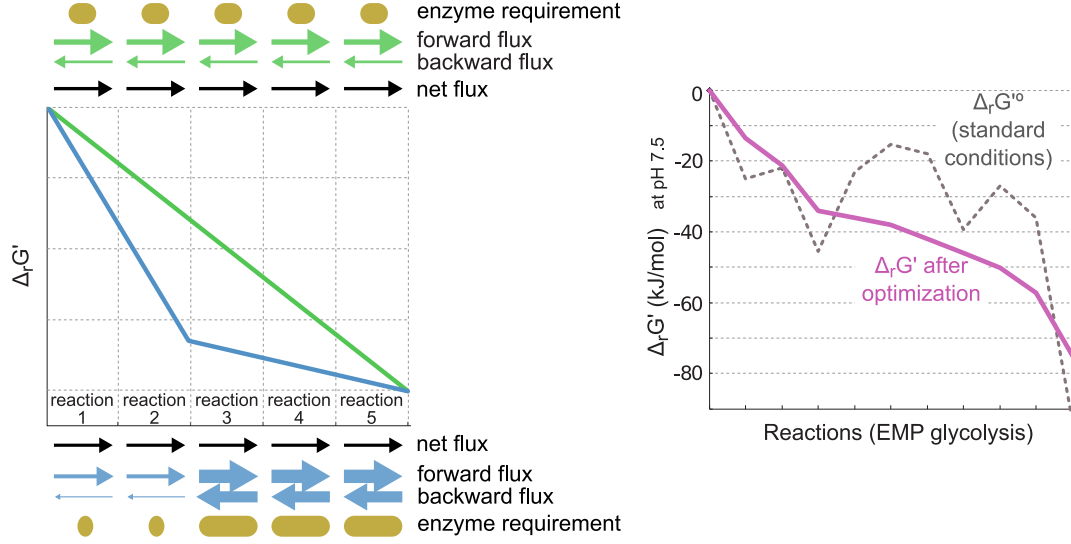 enzyme requirement
forward flux
backward flux
net flux
ΔrG'
reaction 1
reaction 2
reaction 3
reaction 4
reaction 5
net flux
forward flux
backward flux
enzyme requirement
ΔrG' (kJ/mol) at pH 7.5
0
-20
-40
-60
-80
ΔrG'º
(standard
conditions)
ΔrG' after
optimization
Reactions (EMP glycolysis)